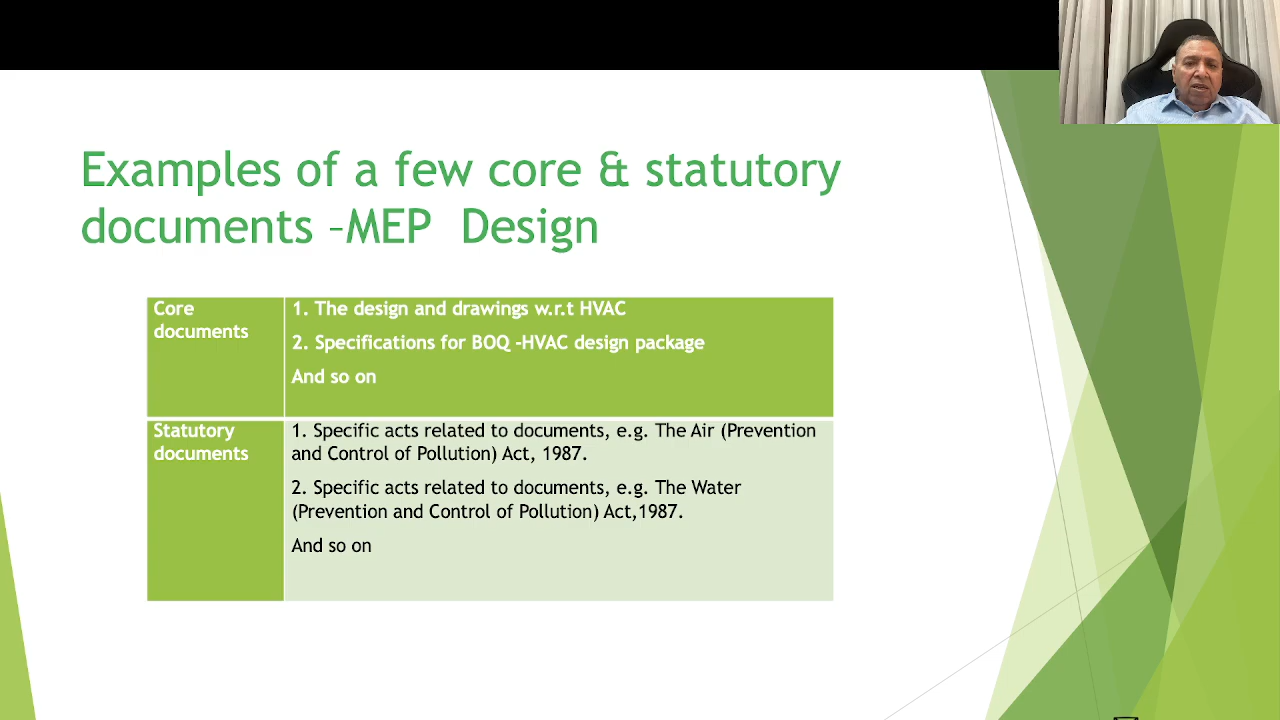 Examples of a few core & statutory
documents –MEP Design
Core
documents
1. The design and drawings w.r.t HVAC
2. Specifications for BOQ -HVAC design package
And so on
Statutory
documents
1. Specific acts related to documents, e.g. The Air (Prevention
and Control of Pollution) Act, 1987.
2. Specific acts related to documents, e.g. The Water
(Prevention and Control of Pollution) Act,1987.
And so on